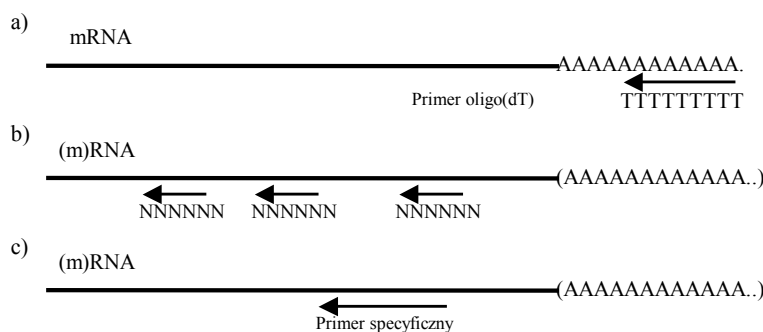 a)
mRNA
AAAAAAAAAAAA.
Primer oligo(dT)
TTTTTTTTT
b)
(m)RNA
(AAAAAAAAAAAA..)
NNNNNN NNNNNN NNNNNN
c)
(m)RNA
(AAAAAAAAAAAA..)
Primer specyficzny